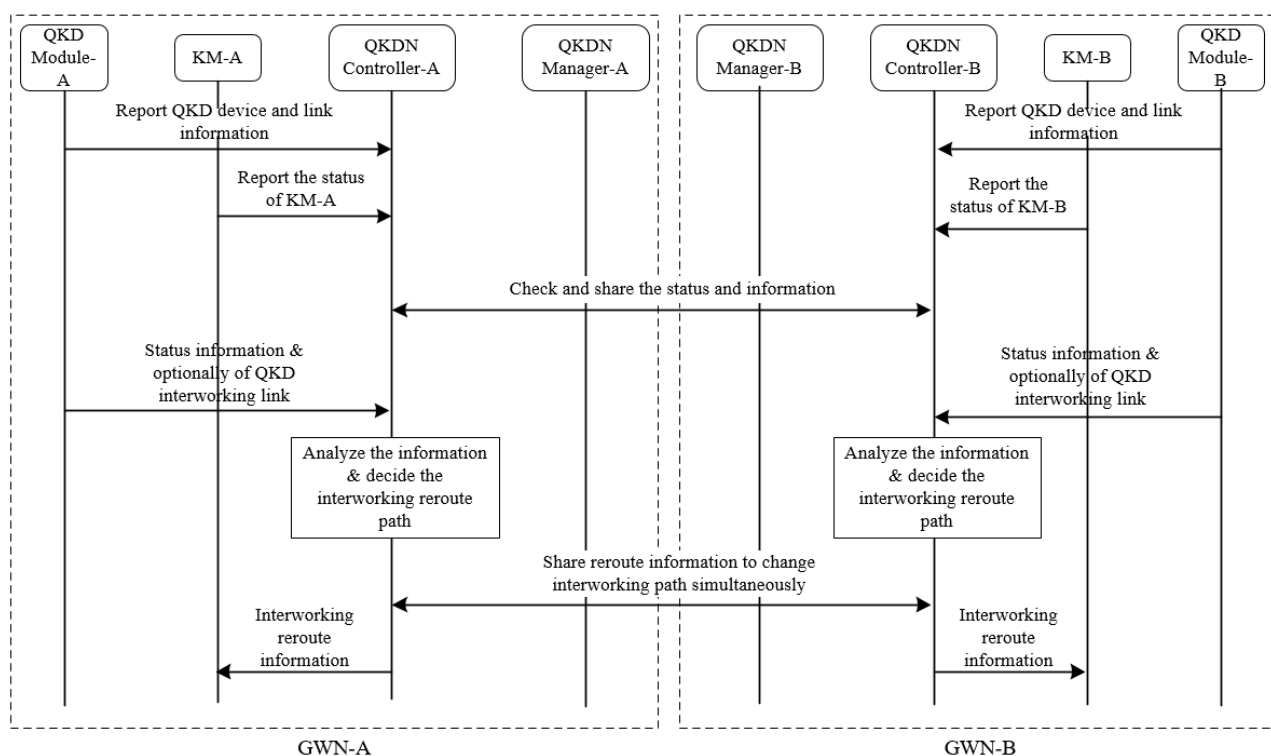 QKD
Module-
A
KM-A
QKDN
Controller-A
QKDN
Manager-A
QKDN
Manager-B
QKDN
Controller-B
KM-B
QKD
Module-
B
Report QKD device and link
information
Report QKD device and link
information
Report the status
of KM-A
Report the
status of KM-B
Check and share the status and information
Status information &
optionally of QKD
interworking link
Status information &
optionally of QKD
interworking link
Analyze the information
& decide the
interworking reroute
path
Analyze the information
& decide the
interworking reroute
path
Share reroute information to change
interworking path simultaneously
Interworking
reroute
information
Interworking
reroute
information
GWN-A
GWN-B